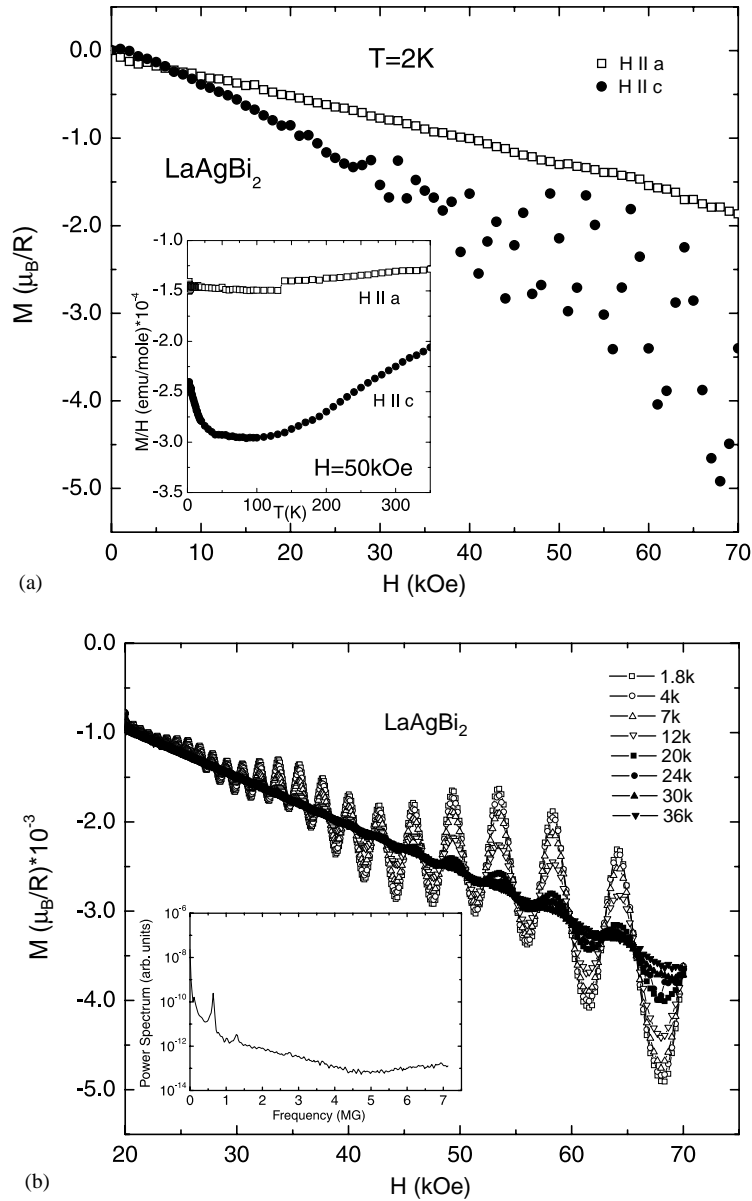 0.0
-1.0
-2.0
-3.0
-4.0
-5.0
M (μB/R)
T=2K
H II a
H II c
LaAgBi2
-1.0
-1.5
-2.0
-2.5
-3.0
-3.5
M/H (emu/mole)*10-4
H II a
H II c
H=50kOe
0
100
200
300
T(K)
0 10 20 30 40 50 60 70
H (kOe)
(a)
0.0
-1.0
-2.0
-3.0
-4.0
-5.0
M (μB/R)*10-3
LaAgBi2
1.8k
4k
7k
12k
20k
24k
30k
36k
10-6
10-8
10-10
10-12
10-14
Power Spectrum (arb. units)
0 1 2 3 4 5 6 7
Frequency (MG)
20 30 40 50 60 70
H (kOe)
(b)